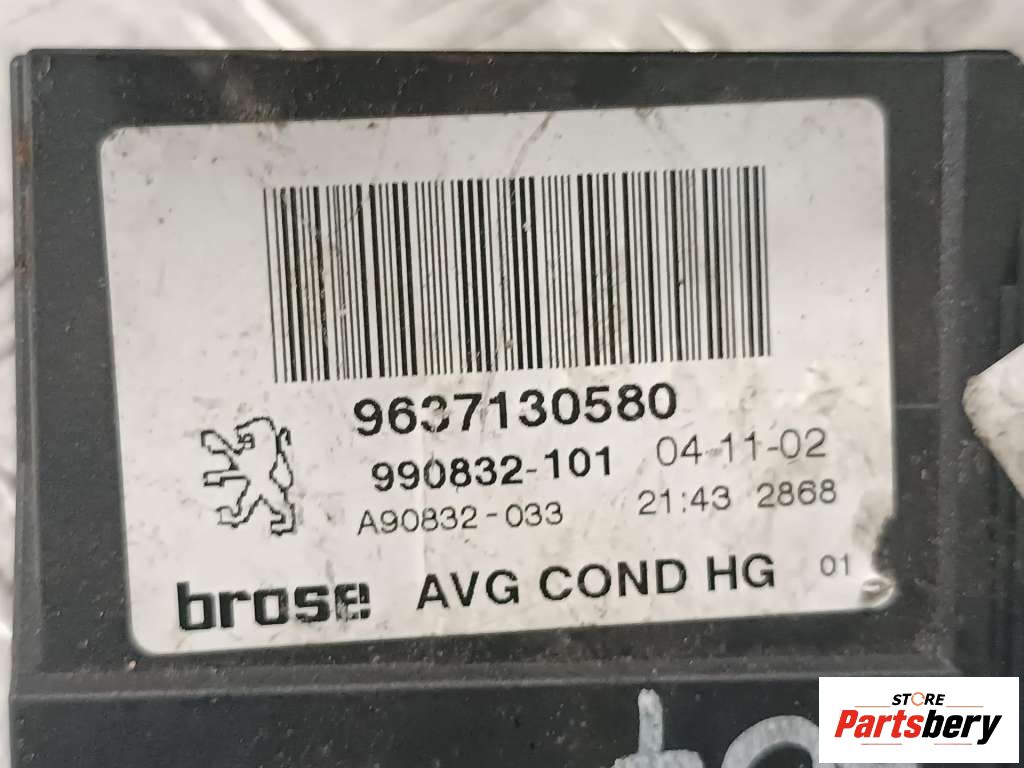 9637130580
990832-101 04-11-02
A90832-033 21:43 2868
brose AVG COND HG 01
STORE
Partsbery